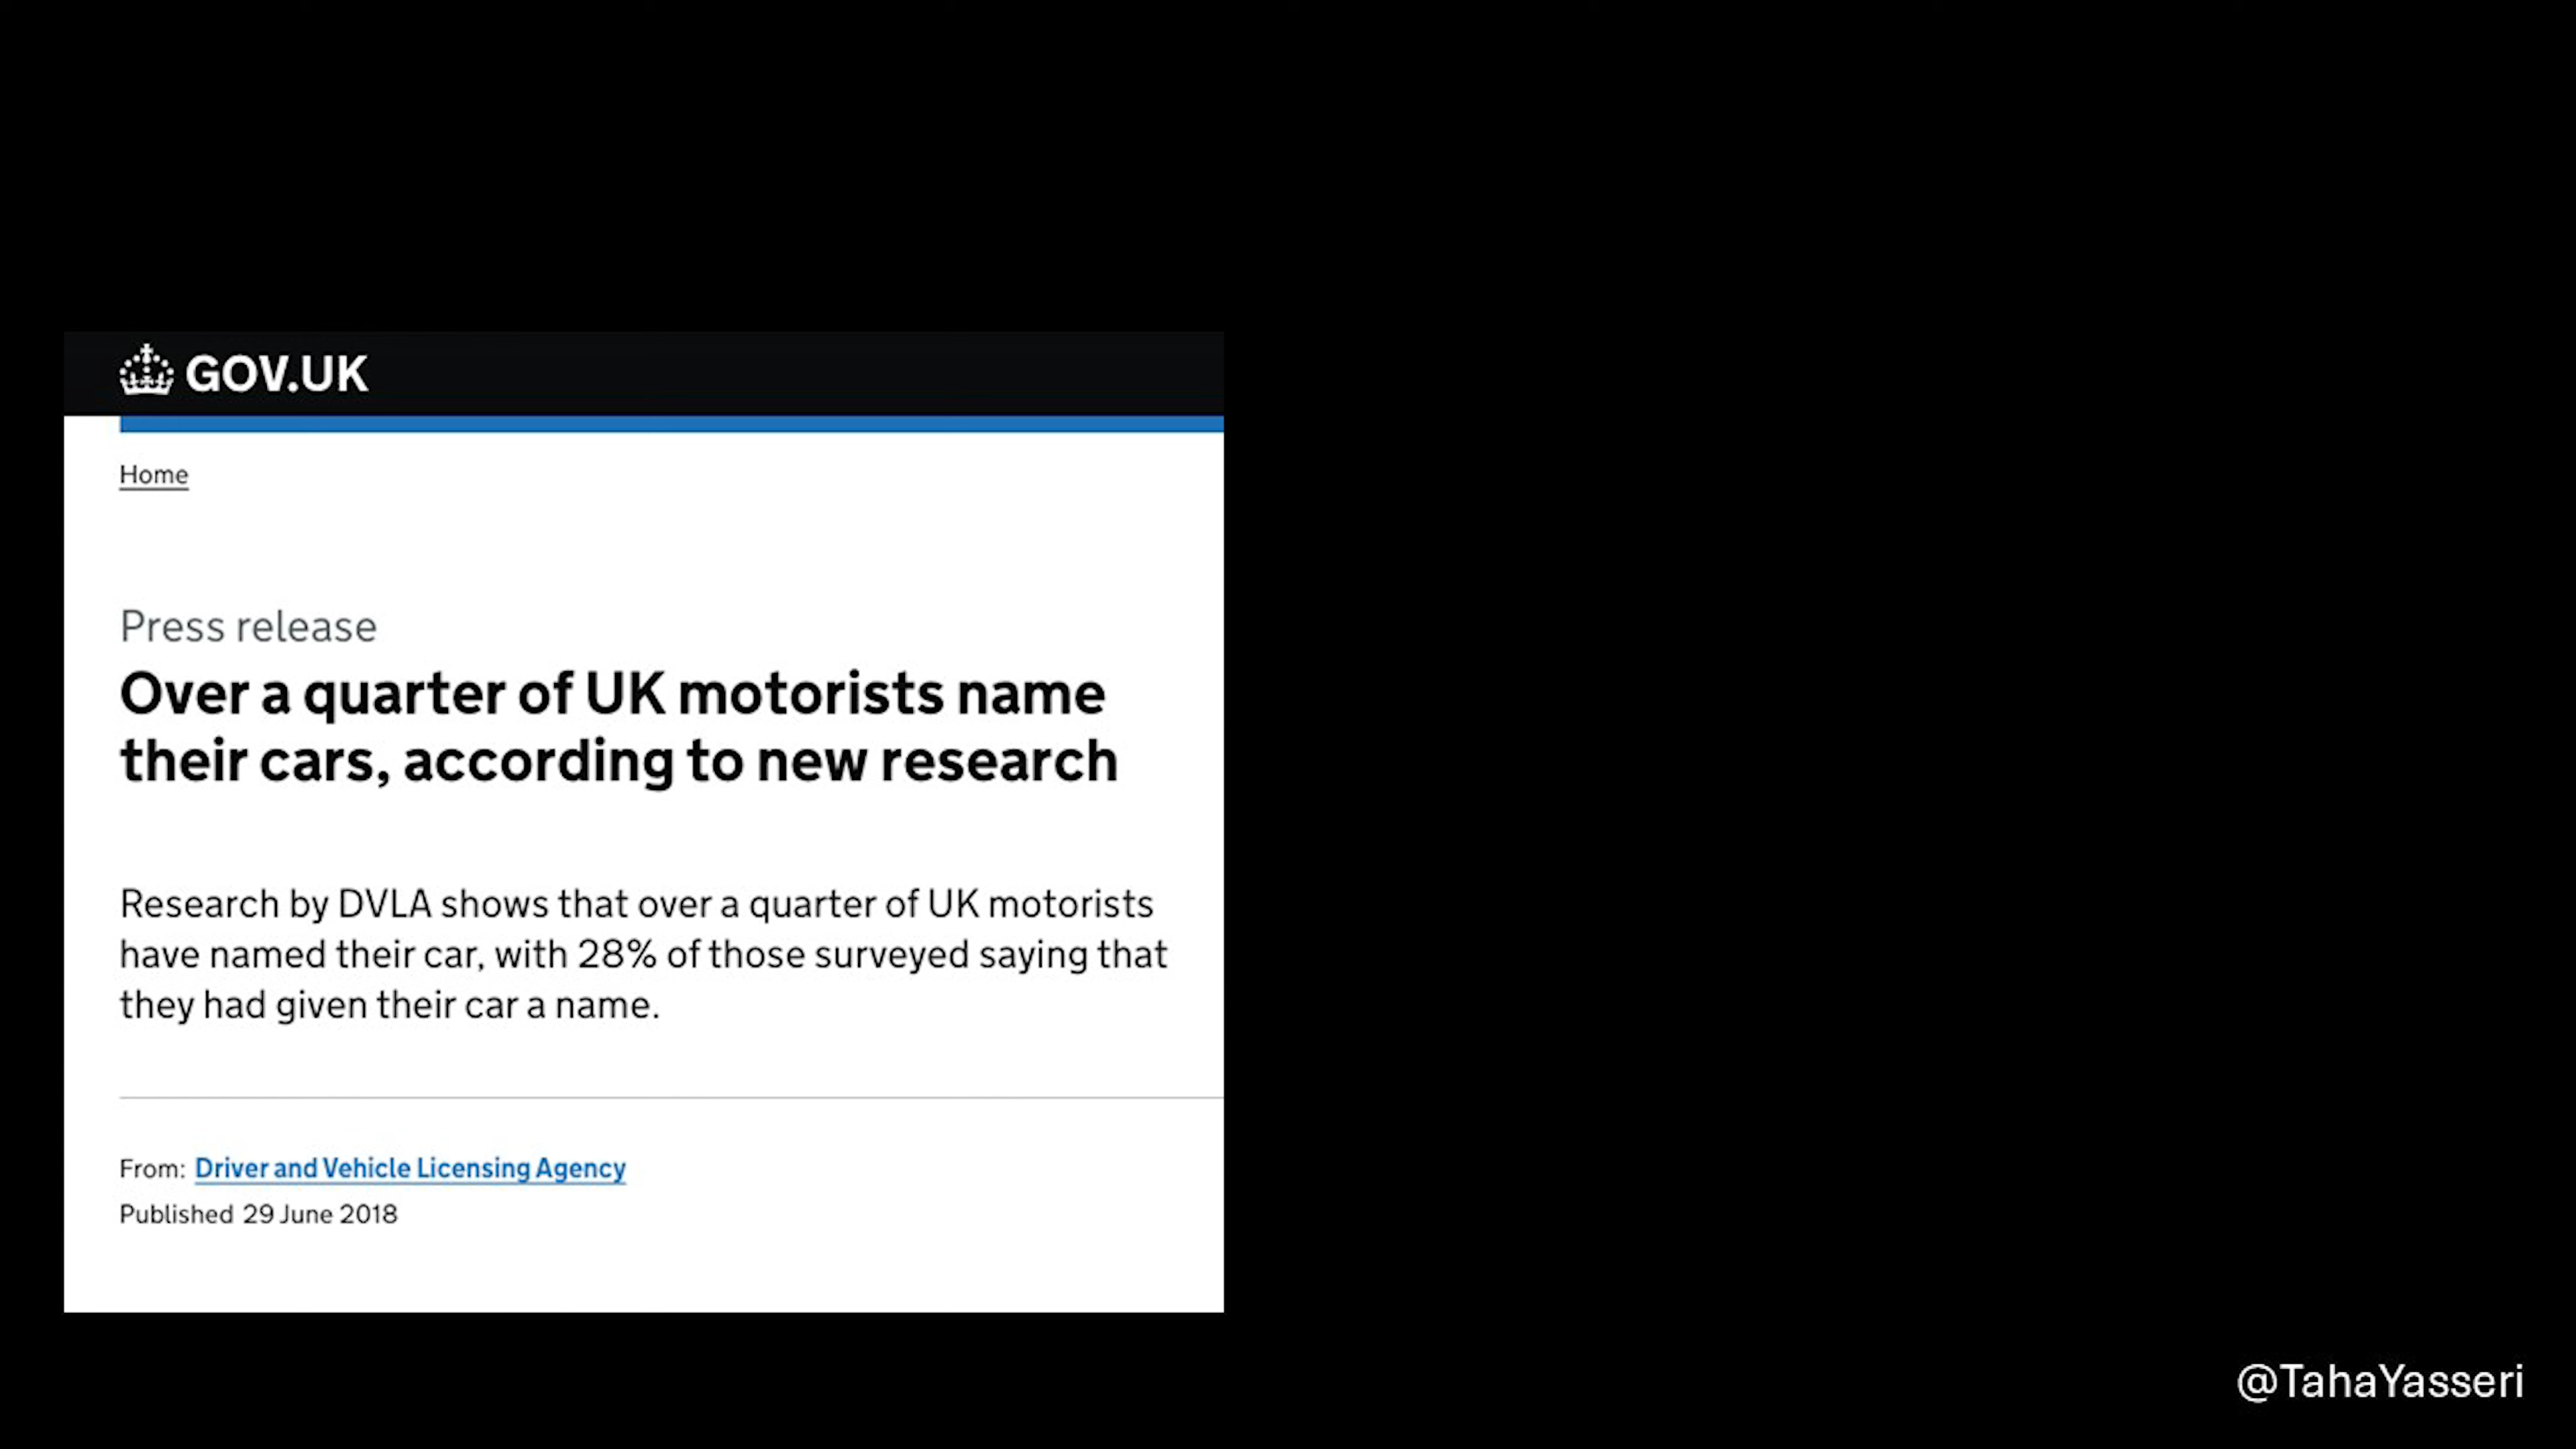 GOV.UK
Home
Press release
Over a quarter of UK motorists name
their cars, according to new research
Research by DVLA shows that over a quarter of UK motorists
have named their car, with 28% of those surveyed saying that
they had given their car a name.
From: Driver and Vehicle Licensing Agency
Published 29 June 2018
@TahaYasseri